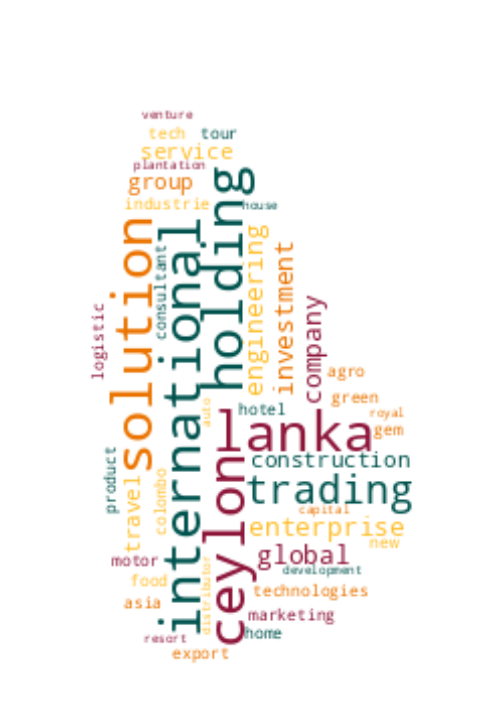 venture
tech
tour
service
plantation
group
industrie
house
holding
solution
international
consultant
engineering
investment
company
logistic
agro
green
royal
auto
hotel
lanka
gem
construction
product
ceylon
trading
travel
colombo
capital
enterprise
new
global
motor
development
food
distributor
technologies
asia
marketing
home
resort
export